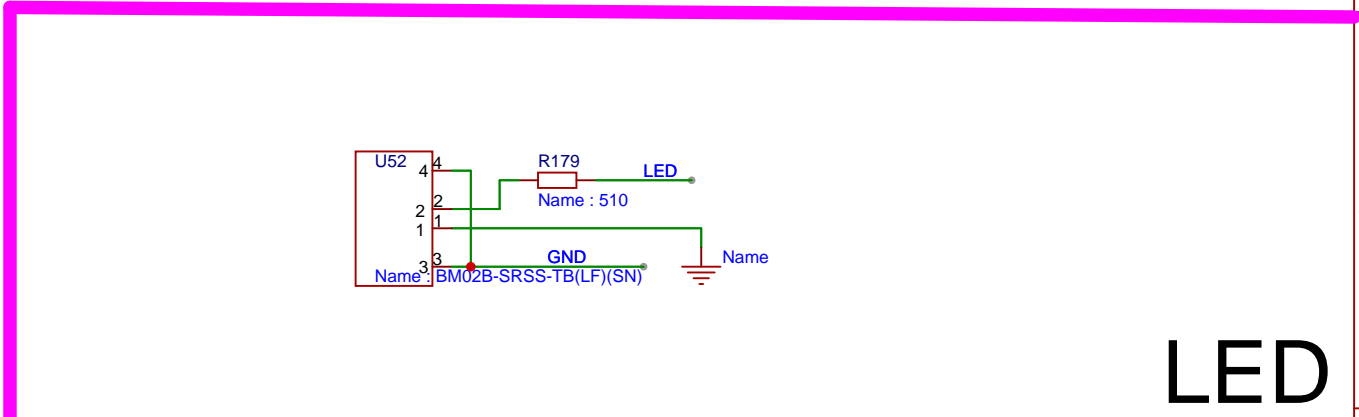 U52
4
4
R179
LED
Name : 510
2
2
1
1
GND
Name
3
3
Name : BM02B-SRSS-TB(LF)(SN)
LED